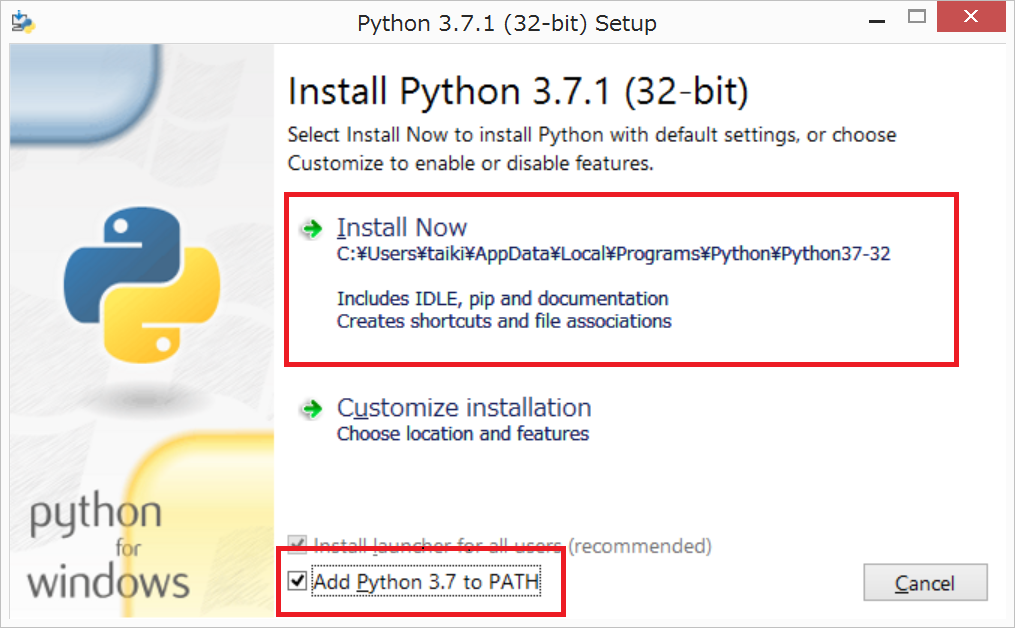 Python 3.7.1 (32-bit) Setup
Install Python 3.7.1 (32-bit)
Select Install Now to install Python with default settings, or choose
Customize to enable or disable features.
Install Now
C:¥Users¥taiki¥AppData¥Local¥Programs¥Python¥Python37-32
Includes IDLE, pip and documentation
Creates shortcuts and file associations
Customize installation
Choose location and features
python
for
windows
Install launcher for all users (recommended)
Add Python 3.7 to PATH
Cancel